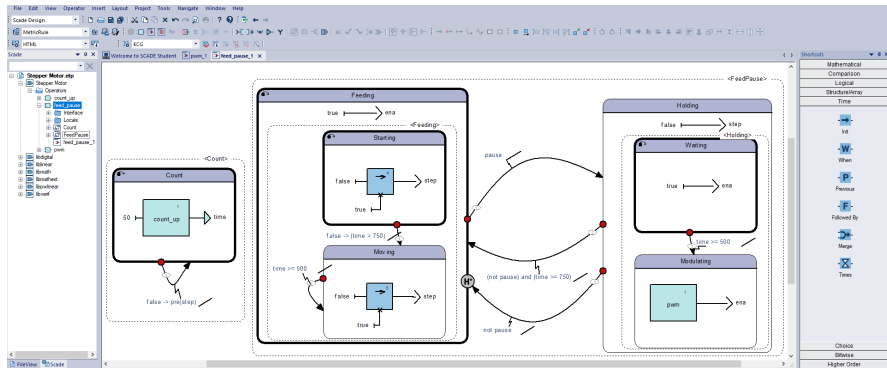 File Edit View Operator Insert Layout Project Tools Navigate Window Help
Scade Design
MetricRule
HTML
KCG
Scade
Welcome to SCADE Student
pwm_1
feed_pause_1
Shortcuts
Stepper Motor.etp
Stepper Motor
Operators
count_up
feed_pause
Interface
Locals
Count
FeedPause
feed_pause_1
pwm
libdigital
liblinear
libmath
libmathext
libpwlinear
libverif
FileView
Scade
<FeedPause>
Feeding
true
ena
<Feeding>
Starting
false
step
true
false -> (time > 750)
Moving
time >= 500
false
step
true
<Count>
Count
50
count_up
time
false -> pre(step)
pause
(not pause) and (time >= 750)
not pause
H*
Holding
false
step
<Holding>
Waiting
true
ena
time >= 500
Modulating
pwm
ena
Mathematical
Comparison
Logical
Structure/Array
Time
Init
W
When
P
Previous
F
Followed By
Merge
X
Times
Choice
Bitwise
Higher Order